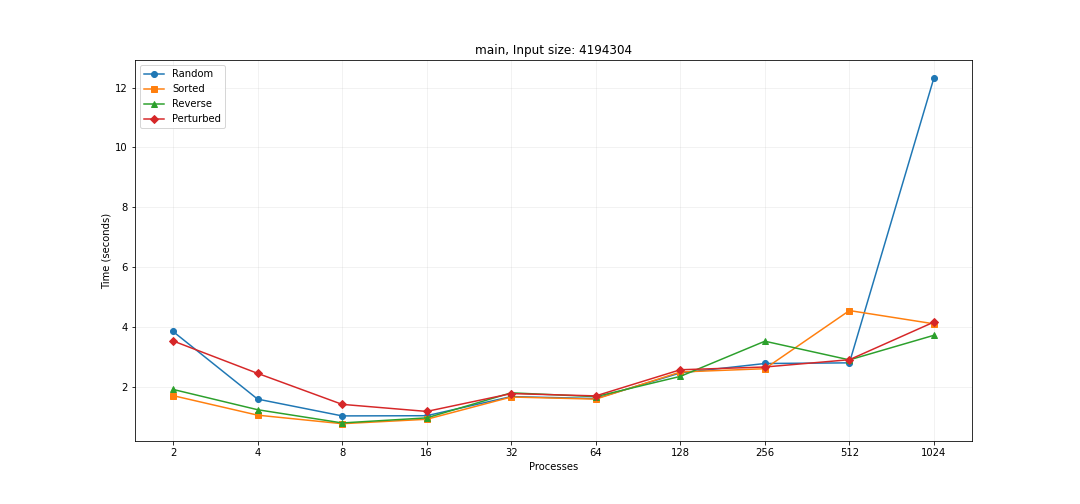 main, Input size: 4194304
Random
Sorted
Reverse
Perturbed
Time (seconds)
12
10
8
6
4
2
2 4 8 16 32 64 128 256 512 1024
Processes